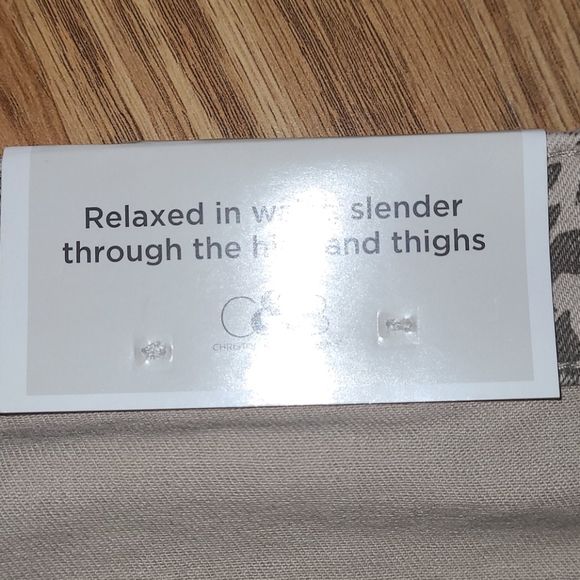 Relaxed in slender
through the and thighs
C&B